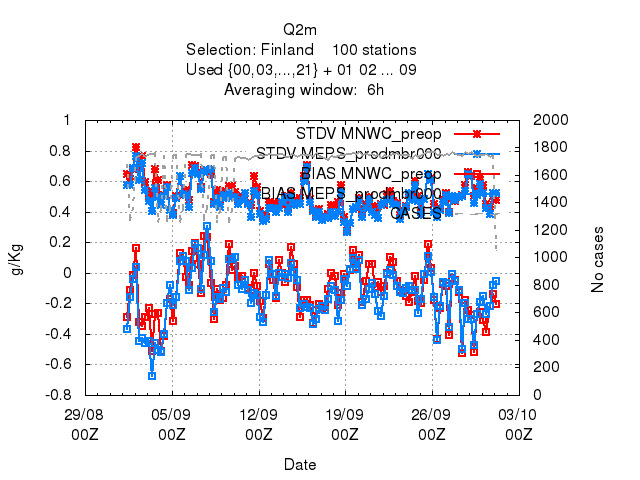 Q2m
Selection: Finland    100 stations
Used {00,03,...,21} + 01 02 ... 09
Averaging window:  6h
1
0.8
0.6
0.4
0.2
0
-0.2
-0.4
-0.6
-0.8
g/Kg
STDV MNWC_preop
STDV MEPS_prodmbr000
BIAS MNWC_preop
BIAS MEPS_prodmbr000
CASES
2000
1800
1600
1400
1200
1000
800
600
400
200
0
No cases
29/08 05/09 12/09 19/09 26/09 03/10
00Z 00Z 00Z 00Z 00Z 00Z
Date